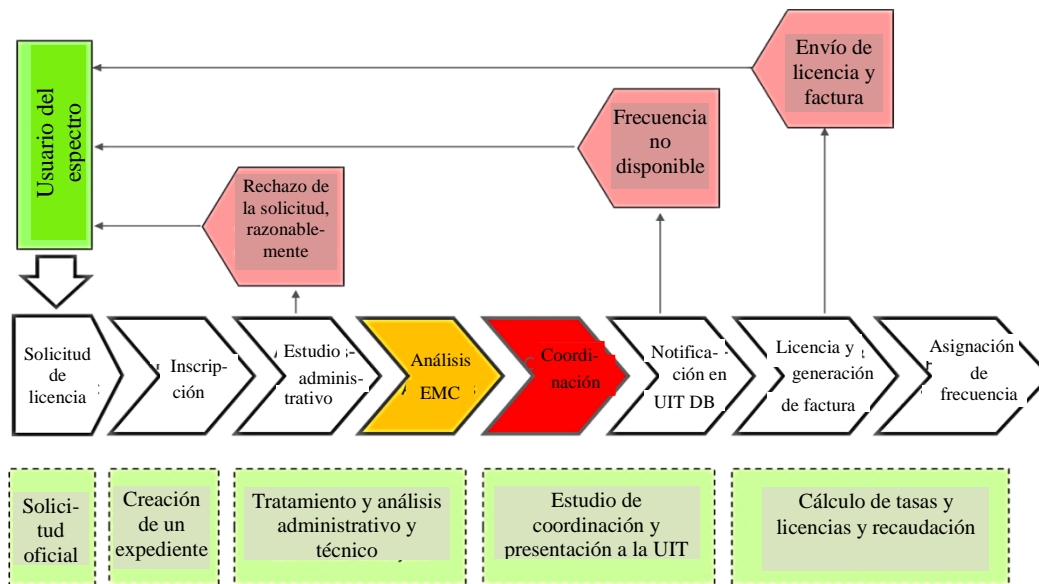 Usuario del
espectro
Envío de
licencia y
factura
Frecuencia
no
disponible
Rechazo de
la solicitud,
razonable-
mente
Solicitud
de
licencia
Inscrip-
ción
Estudio
adminis-
trativo
Análisis
EMC
Coordi-
nación
Notifica-
ción en
UIT DB
Licencia y
generación
de factura
Asignación
de
frecuencia
Solici-
tud
oficial
Creación
de un
expediente
Tratamiento y análisis
administrativo y
técnico
Estudio de
coordinación y
presentación a la UIT
Cálculo de tasas y
licencias y recaudación